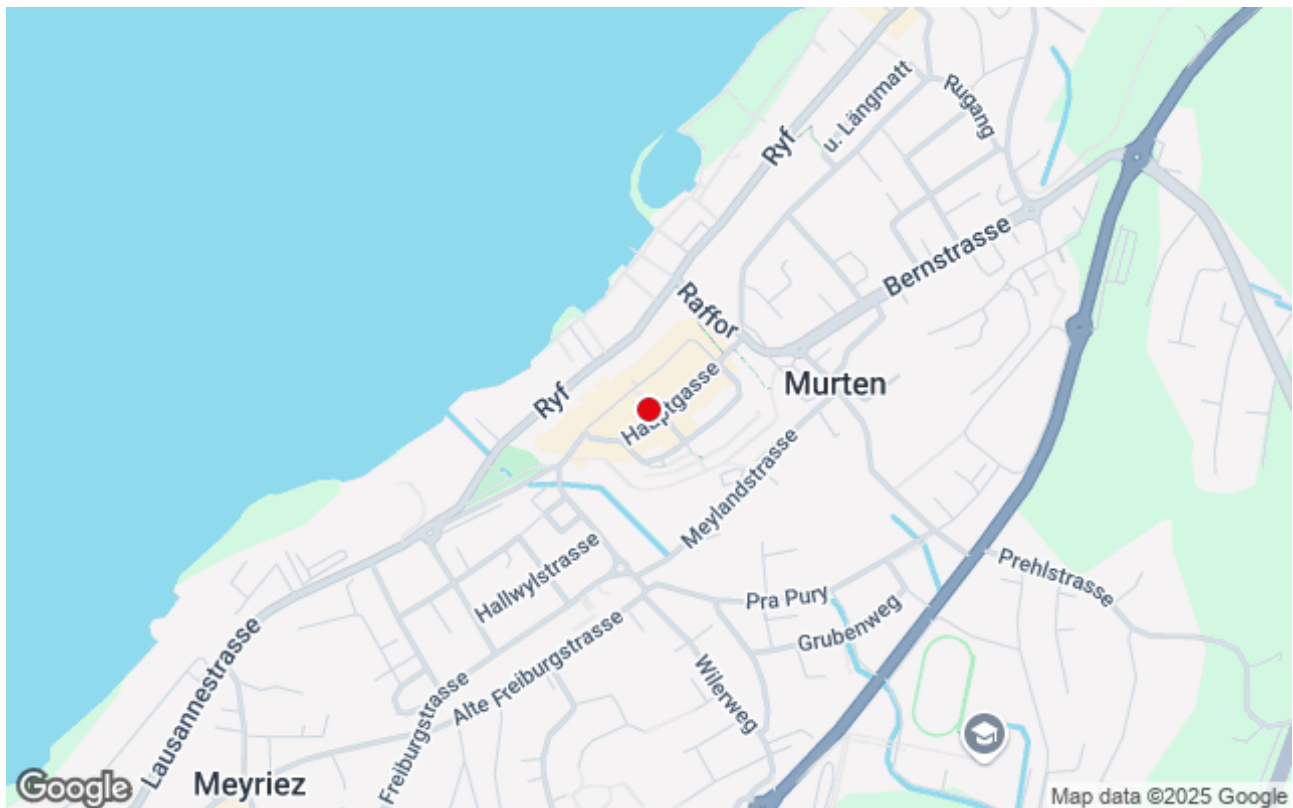 u. Längmatt
Rugang
Ryf
Bernstrasse
Raffor
Murten
Ryf
Hauptgasse
Meylandstrasse
Hallwylstrasse
Prehlstrasse
Pra Pury
Grubenweg
Alte Freiburgstrasse
Wilerweg
Lausannestrasse
Freiburgstrasse
Meyriez
Google
Map data ©2025 Google